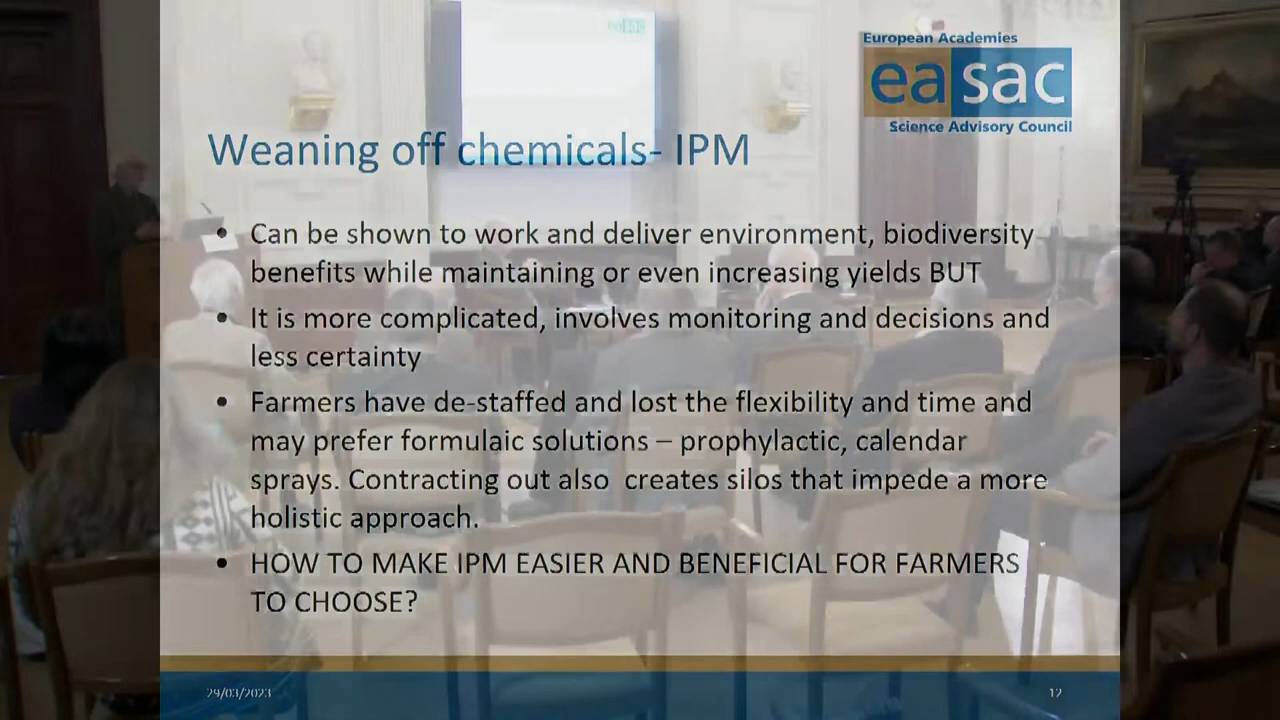 European Academies
easac
Science Advisory Council
Weaning off chemicals- IPM
• Can be shown to work and deliver environment, biodiversity
benefits while maintaining or even increasing yields BUT
• It is more complicated, involves monitoring and decisions and
less certainty
• Farmers have de-staffed and lost the flexibility and time and
may prefer formulaic solutions – prophylactic, calendar
sprays. Contracting out also  creates silos that impede a more
holistic approach.
• HOW TO MAKE IPM EASIER AND BENEFICIAL FOR FARMERS
TO CHOOSE?
29/03/2023
12